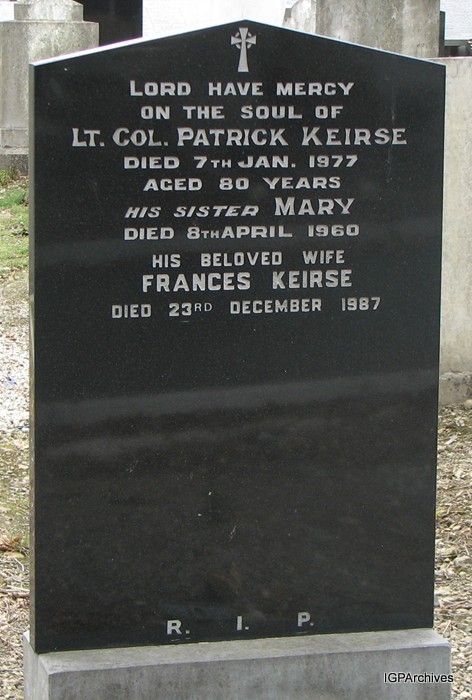 LORD HAVE MERCY
ON THE SOUL OF
LT. COL. PATRICK KEIRSE
DIED 7TH JAN. 1977
AGED 80 YEARS
HIS SISTER MARY
DIED 8TH APRIL 1960
HIS BELOVED WIFE
FRANCES KEIRSE
DIED 23RD DECEMBER 1987
R. I. P.
IGPArchives